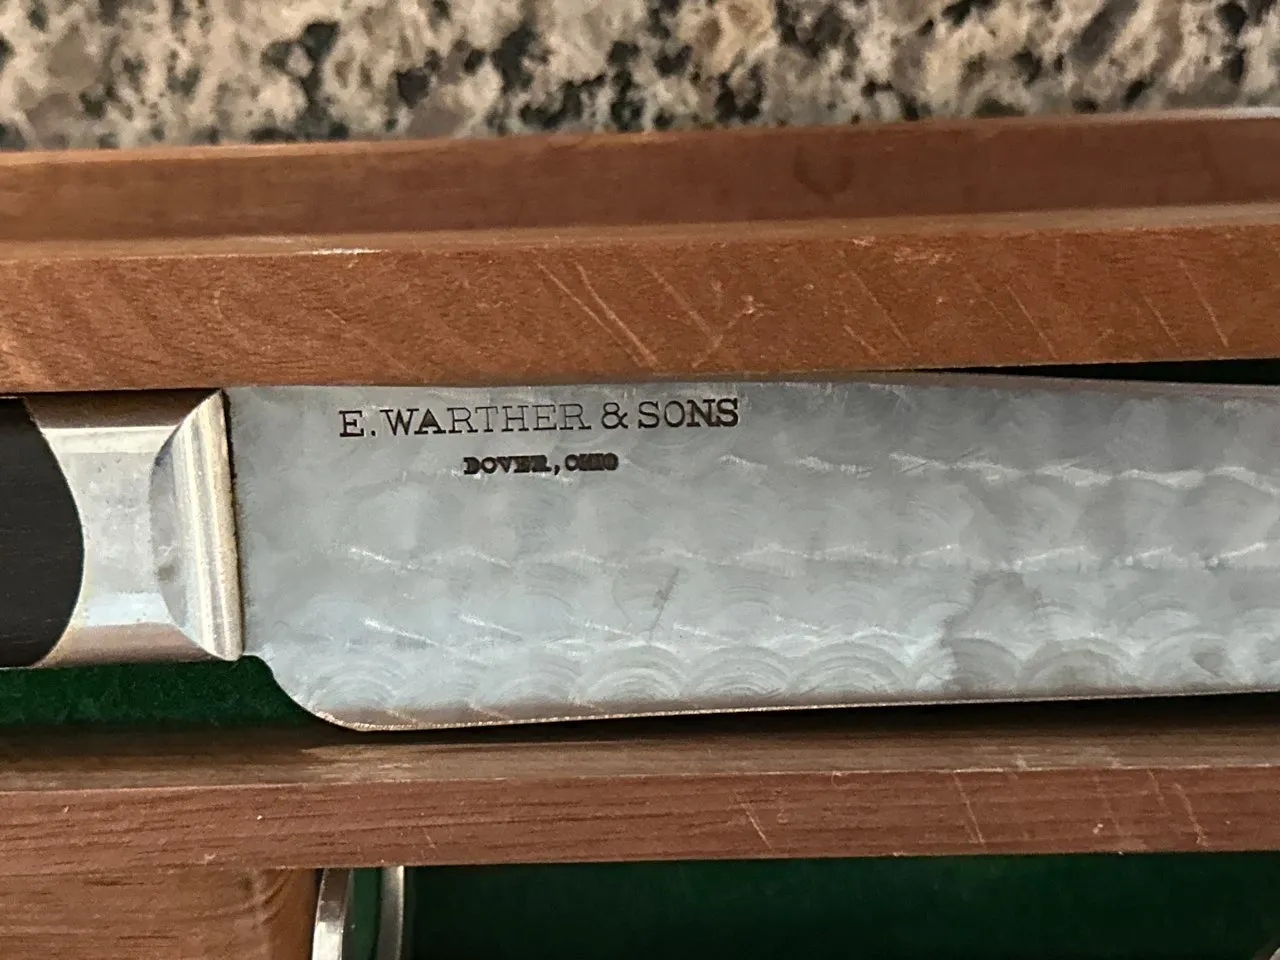 E. WARTHER & SONS
DOVER, OHIO